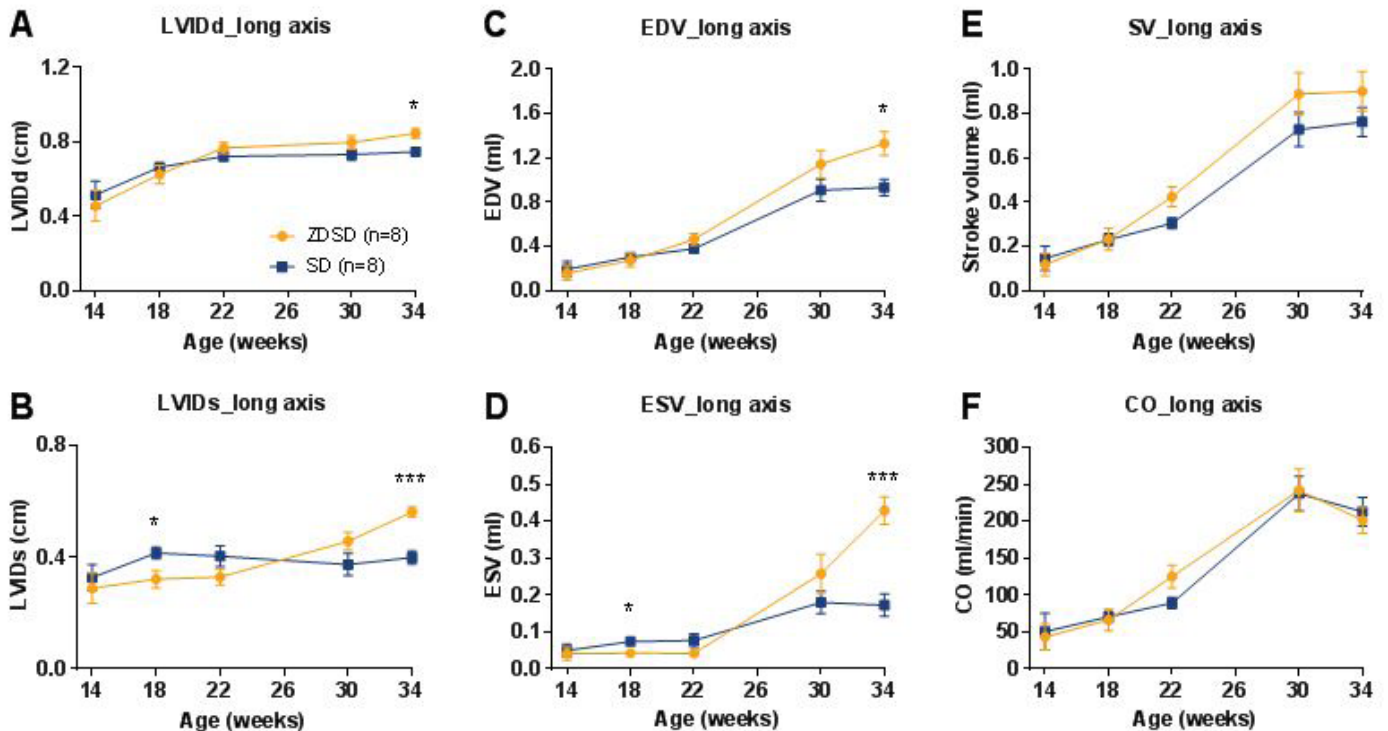 A
LVIDd_long axis
LVIDd (cm)
1.2
0.8
0.4
0.0
ZDSD (n=8)
SD (n=8)
*
14 18 22 26 30 34
Age (weeks)
C
EDV_long axis
EDV (ml)
2.0
1.6
1.2
0.8
0.4
0.0
*
14 18 22 26 30 34
Age (weeks)
E
SV_long axis
Stroke volume (ml)
1.0
0.8
0.6
0.4
0.2
0.0
14 18 22 26 30 34
Age (weeks)
B
LVIDs_long axis
LVIDs (cm)
0.8
0.4
0.0
*
***
14 18 22 26 30 34
Age (weeks)
D
ESV_long axis
ESV (ml)
0.6
0.5
0.4
0.3
0.2
0.1
0.0
*
***
14 18 22 26 30 34
Age (weeks)
F
CO_long axis
CO (ml/min)
300
250
200
150
100
50
0
14 18 22 26 30 34
Age (weeks)